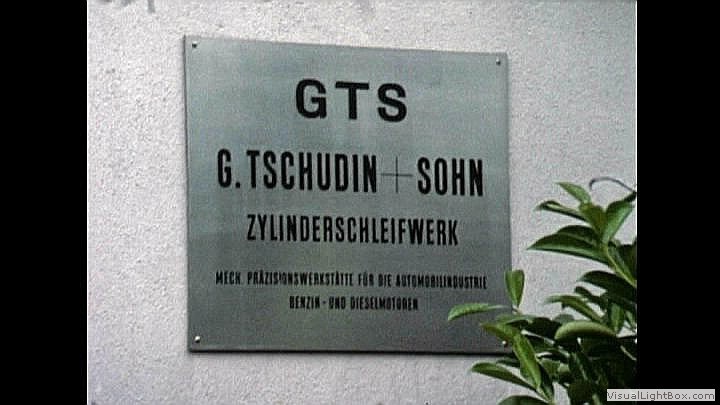 GTS
G. TSCHUDIN + SOHN
ZYLINDERSCHLEIFWERK
MECH. PRÄZISIONSWERKSTÄTTE FÜR DIE AUTOMOBILINDUSTRIE
BENZIN - UND DIESELMOTOREN
VisualLightBox.com